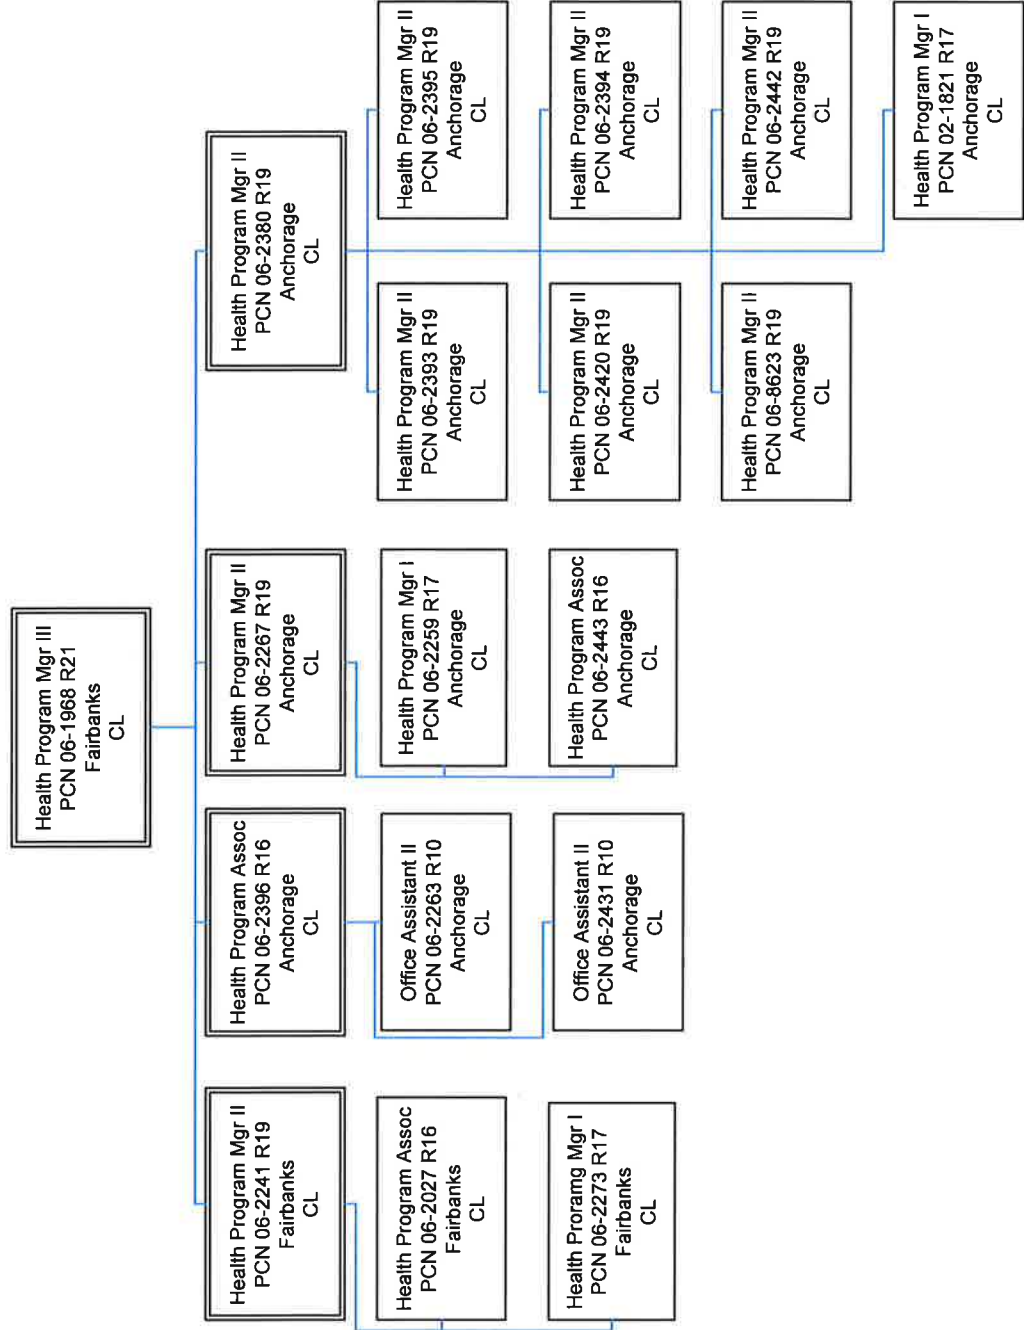 Health Program Mgr III
PCN 06-1968 R21
Fairbanks
CL
Health Program Mgr II
PCN 06-2241 R19
Fairbanks
CL
Health Program Assoc
PCN 06-2027 R16
Fairbanks
CL
Health Proramg Mgr I
PCN 06-2273 R17
Fairbanks
CL
Health Program Assoc
PCN 06-2396 R16
Anchorage
CL
Office Assistant II
PCN 06-2263 R10
Anchorage
CL
Office Assistant II
PCN 06-2431 R10
Anchorage
CL
Health Program Mgr II
PCN 06-2267 R19
Anchorage
CL
Health Program Mgr I
PCN 06-2259 R17
Anchorage
CL
Health Program Assoc
PCN 06-2443 R16
Anchorage
CL
Health Program Mgr II
PCN 06-2380 R19
Anchorage
CL
Health Program Mgr II
PCN 06-2393 R19
Anchorage
CL
Health Program Mgr II
PCN 06-2395 R19
Anchorage
CL
Health Program Mgr II
PCN 06-2420 R19
Anchorage
CL
Health Program Mgr II
PCN 06-2394 R19
Anchorage
CL
Health Program Mgr II
PCN 06-8623 R19
Anchorage
CL
Health Program Mgr II
PCN 06-2442 R19
Anchorage
CL
Health Program Mgr I
PCN 02-1821 R17
Anchorage
CL